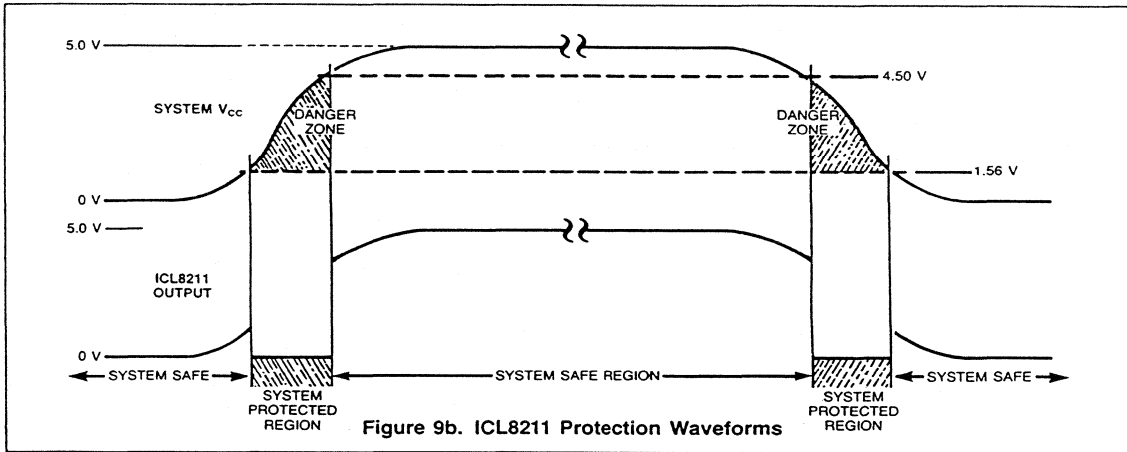 5.0 V
4.50 V
SYSTEM Vcc
DANGER
ZONE
DANGER
ZONE
1.56 V
0 V
5.0 V
ICL8211
OUTPUT
0 V
SYSTEM SAFE
SYSTEM SAFE REGION
SYSTEM SAFE
SYSTEM
PROTECTED
REGION
SYSTEM
PROTECTED
REGION
Figure 9b. ICL8211 Protection Waveforms